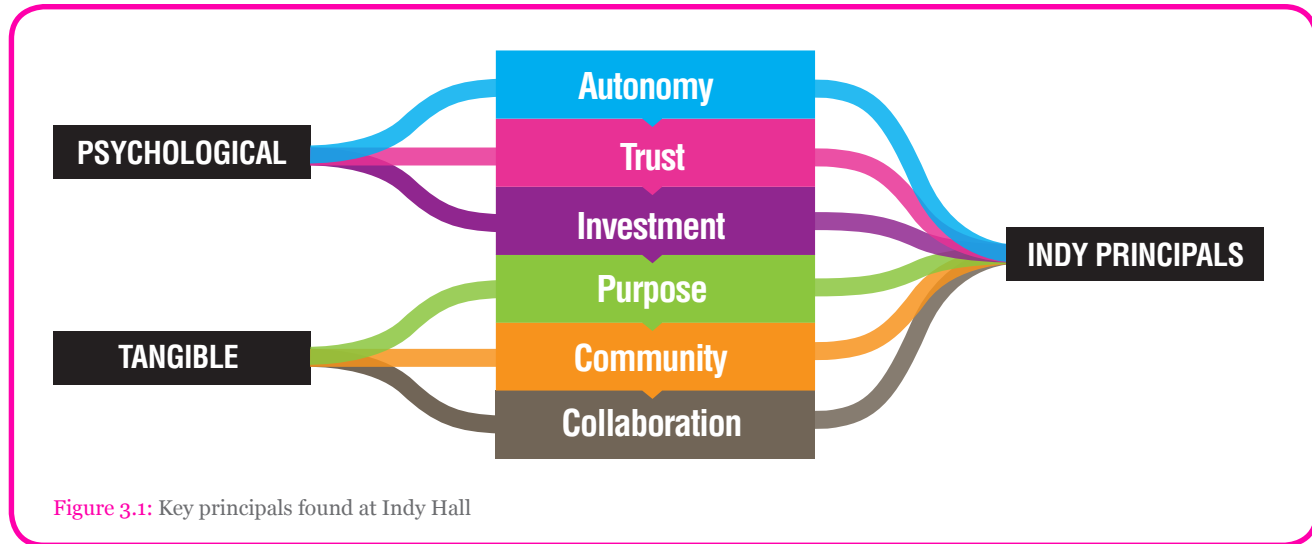 PSYCHOLOGICAL
TANGIBLE
Autonomy
Trust
Investment
Purpose
Community
Collaboration
INDY PRINCIPALS
Figure 3.1: Key principals found at Indy Hall